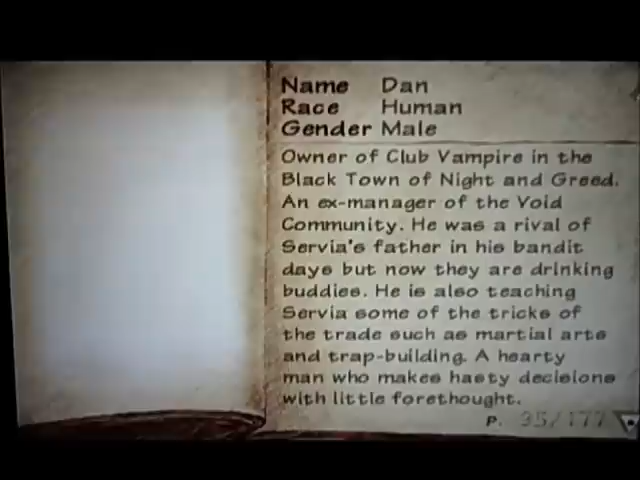 Name Dan
Race Human
Gender Male
Owner of Club Vampire in the
Black Town of Night and Greed.
An ex-manager of the Void
Community. He was a rival of
Servia's father in his bandit
days but now they are drinking
buddies. He is also teaching
Servia some of the tricks of
the trade such as martial arts
and trap-building. A hearty
man who makes hasty decisions
with little forethought.
P. 95/177